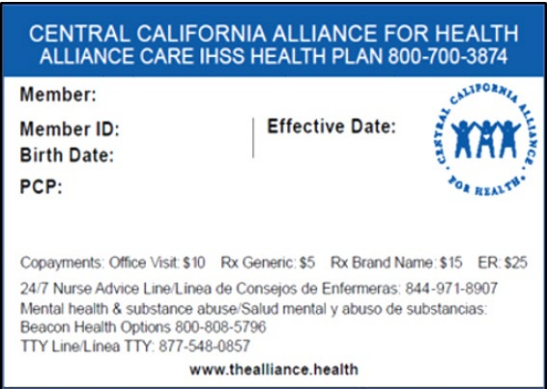 CENTRAL CALIFORNIA ALLIANCE FOR HEALTH
ALLIANCE CARE IHSS HEALTH PLAN 800-700-3874
Member:
Member ID:
Effective Date:
Birth Date:
PCP:
CENTRAL CALIFORNIA ALLIANCE
FOR HEALTH
Copayments: Office Visit: $10 Rx Generic: $5 Rx Brand Name: $15 ER: $25
24/7 Nurse Advice Line/Línea de Consejos de Enfermeras: 844-971-8907
Mental health & substance abuse/Salud mental y abuso de substancias:
Beacon Health Options 800-808-5796
TTY Line/Línea TTY: 877-548-0857
www.thealliance.health